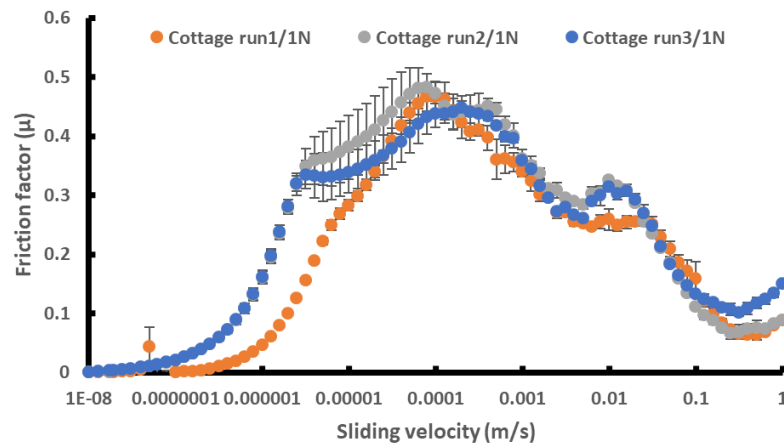 0.6
Cottage run1/1N Cottage run2/1N Cottage run3/1N
0.5
0.4
0.3
0.2
0.1
0
Friction factor (μ)
1E-08 0.00000001 0.0000001 0.00001 0.0001 0.001 0.01 0.1 1
Sliding velocity (m/s)